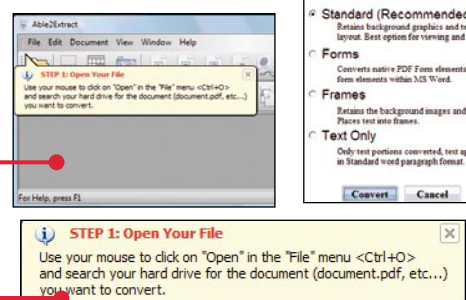 Able2Extract
File Edit Document View Window Help
STEP 1: Open Your File
Use your mouse to click on "Open" in the "File" menu <Ctrl+O>
and search your hard drive for the document (document.pdf, etc...)
you want to convert.
For Help, press F1
Standard (Recommended
Retains background graphics and te
layout. Best option for viewing and
Forms
Converts native PDF Form elements
form elements within MS Word.
Frames
Retains the background images and
Places text into frames.
Text Only
Only text portions converted, text ap
in Standard word paragraph format.
Convert Cancel
STEP 1: Open Your File
Use your mouse to click on "Open" in the "File" menu <Ctrl+O>
and search your hard drive for the document (document.pdf, etc...)
you want to convert.